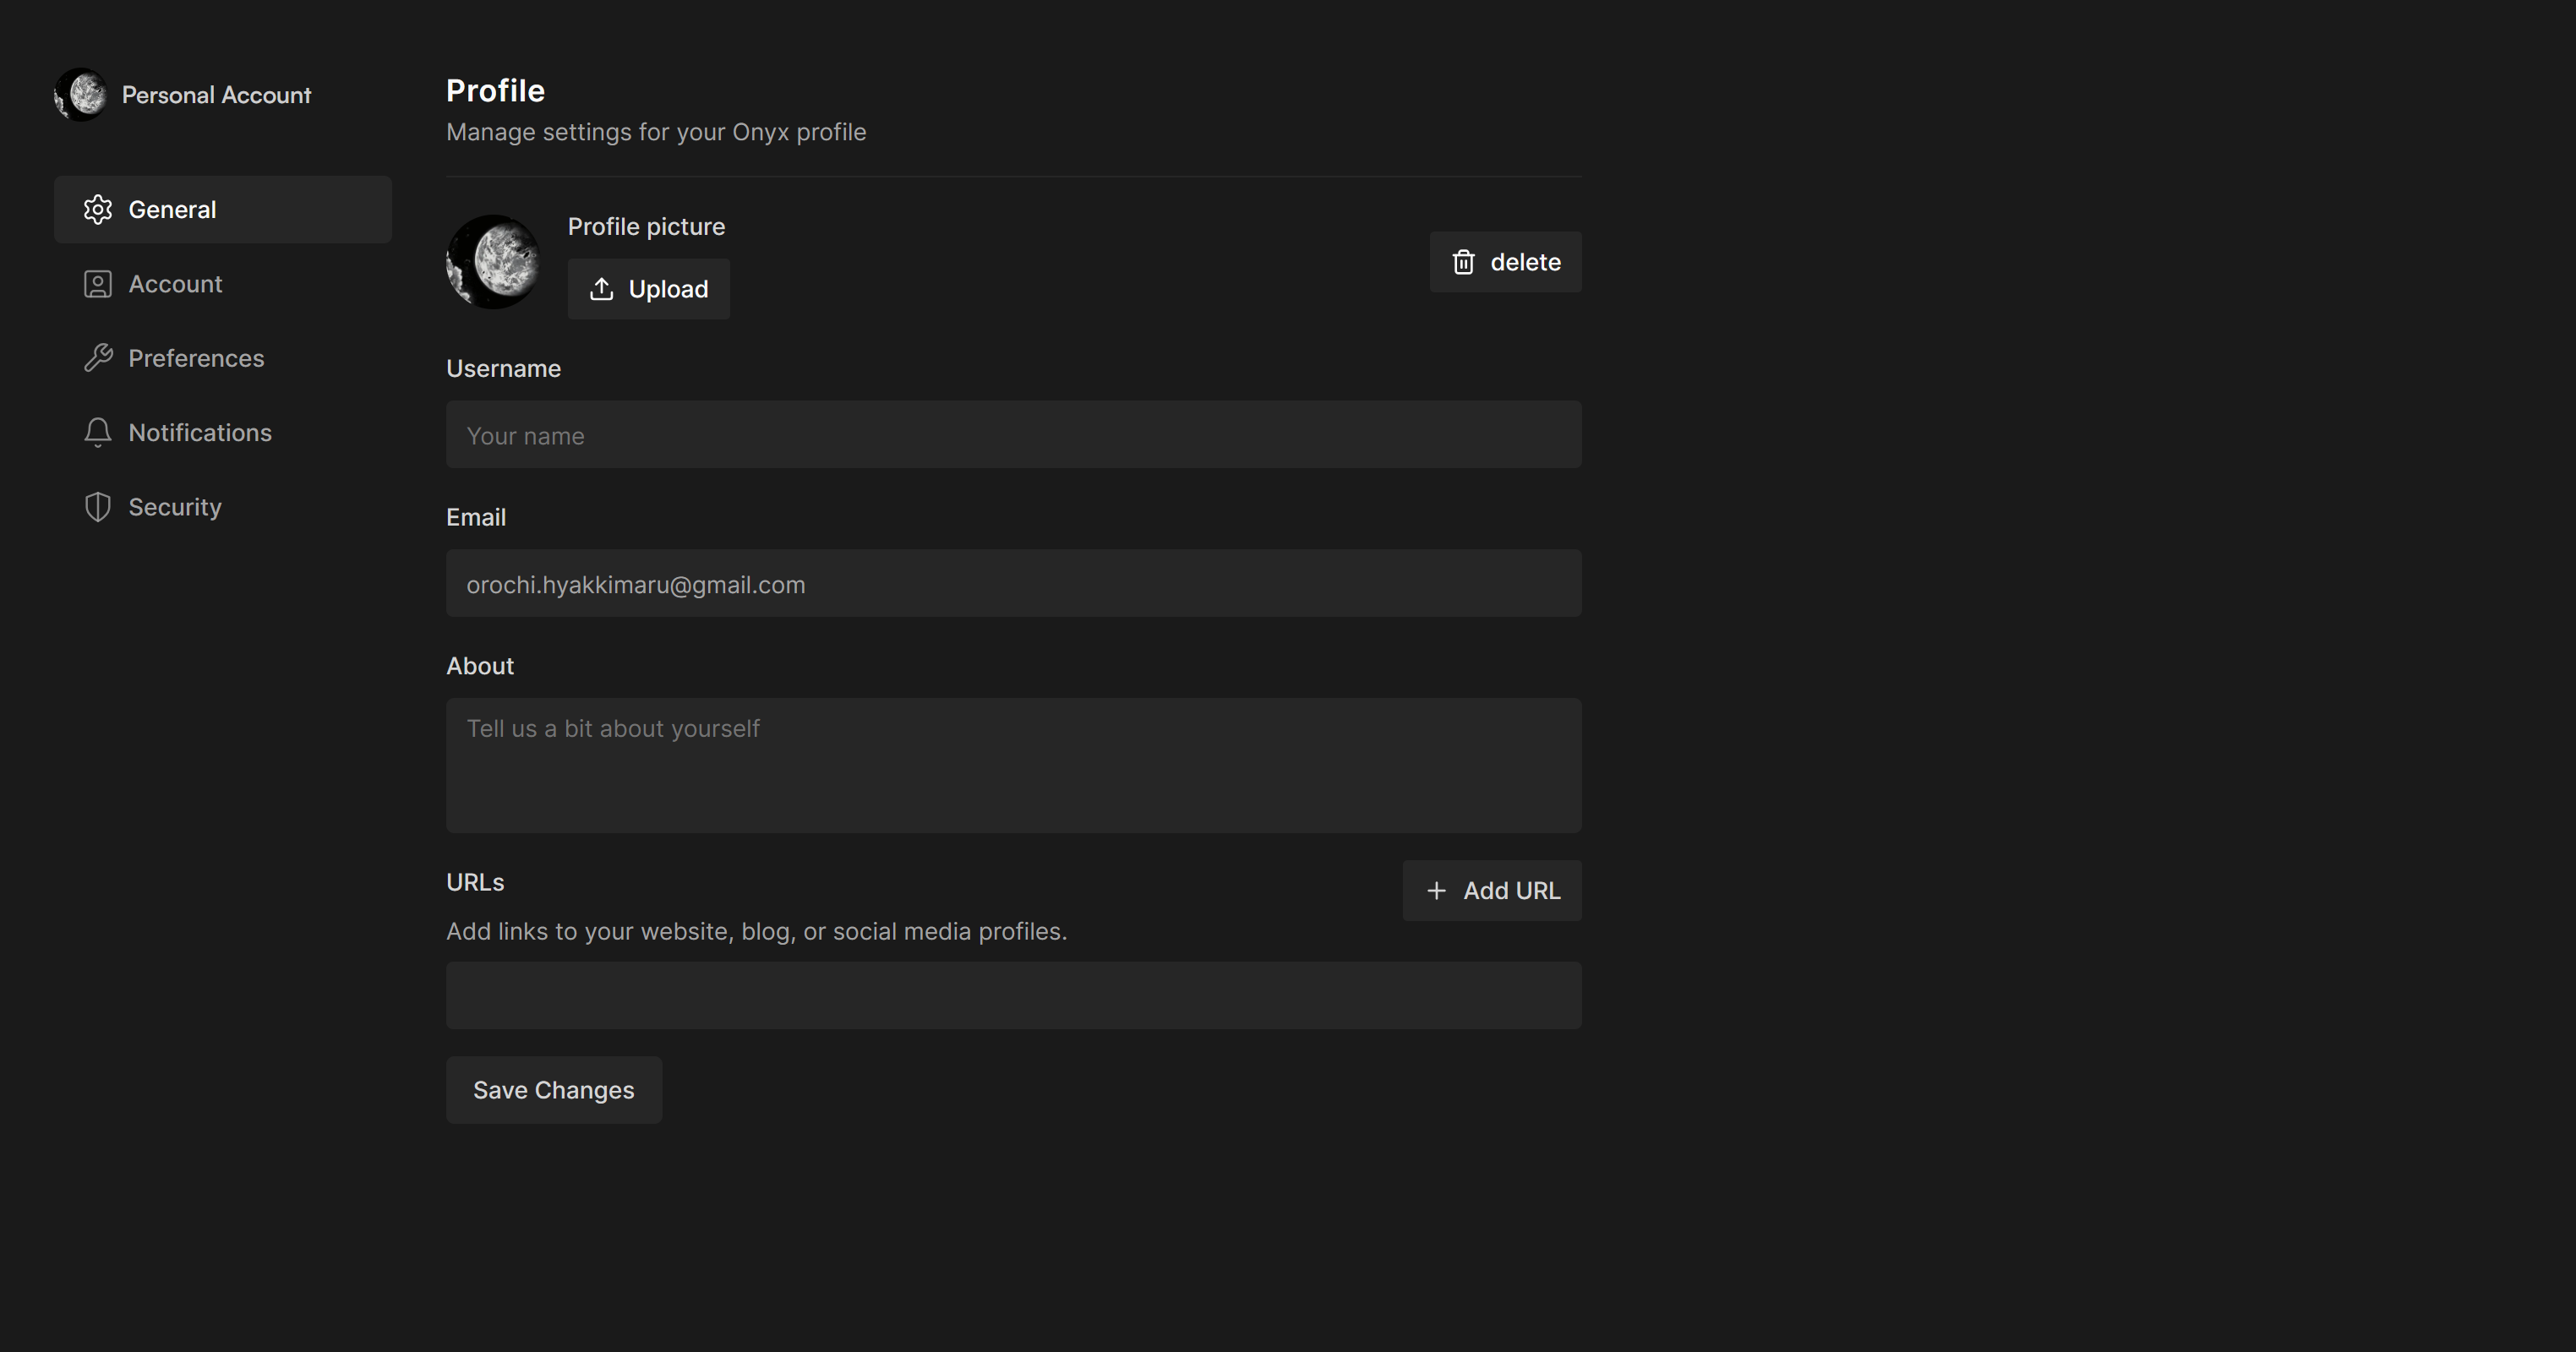 Personal Account
General
Account
Preferences
Notifications
Security
Profile
Manage settings for your Onyx profile
Profile picture
Upload
delete
Username
Your name
Email
orochi.hyakkimaru@gmail.com
About
Tell us a bit about yourself
URLs
Add URL
Add links to your website, blog, or social media profiles.
Save Changes